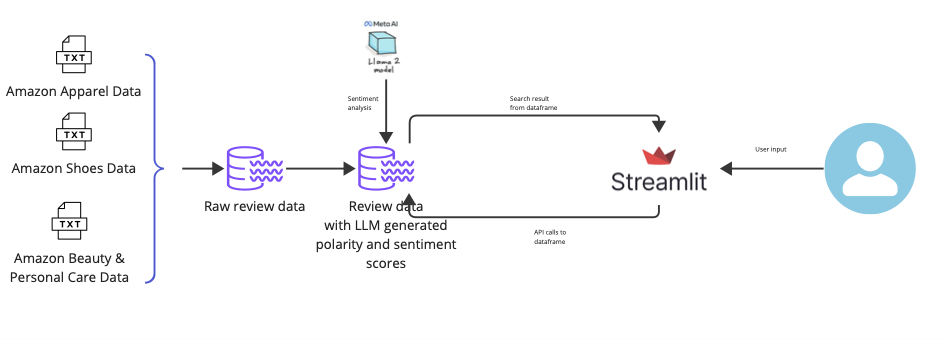 Meta AI
Llama 2
model
TXT
Amazon Apparel Data
TXT
Amazon Shoes Data
TXT
Amazon Beauty &
Personal Care Data
Raw review data
Sentiment
analysis
Review data
with LLM generated
polarity and sentiment
scores
Search result
from dataframe
API calls to
dataframe
Streamlit
User input